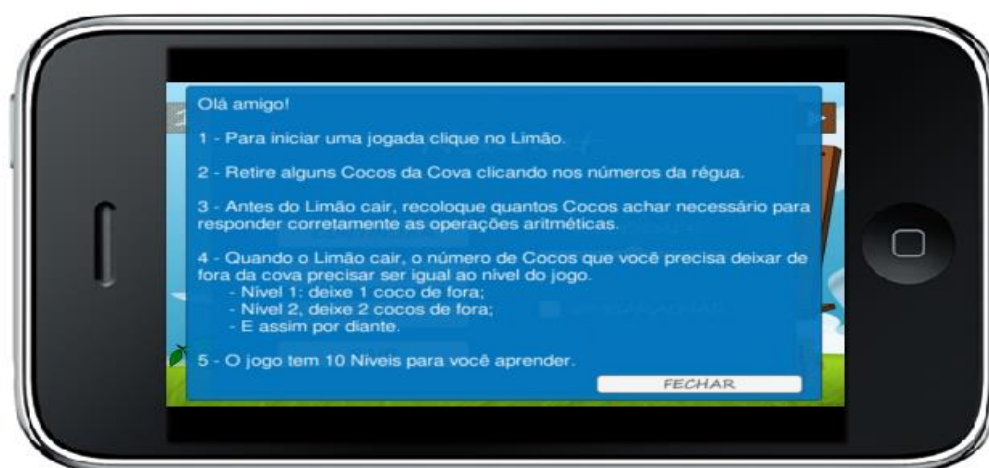 Olá amigo!
1 - Para iniciar uma jogada clique no Limão.
2 - Retire alguns Cocos da Cova clicando nos números da régua.
3 - Antes do Limão cair, recoloque quantos Cocos achar necessário para
responder corretamente as operações aritméticas.
4 - Quando o Limão cair, o número de Cocos que você precisa deixar de
fora da cova precisar ser igual ao nivel do jogo.
- Nivel 1: deixe 1 coco de fora;
- Nivel 2, deixe 2 cocos de fora;
- E assim por diante.
5 - O jogo tem 10 Niveis para você aprender.
FECHAR